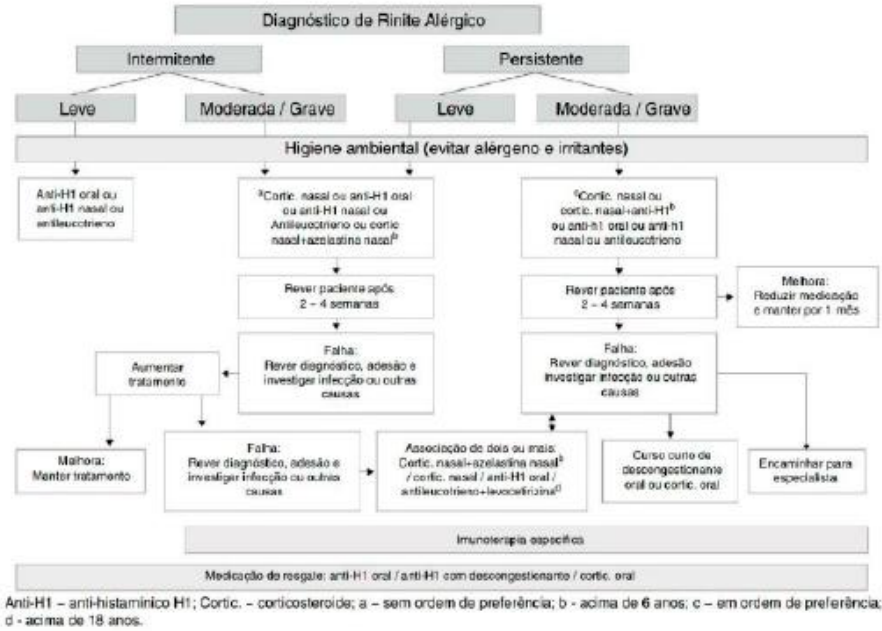 Diagnóstico de Rinite Alérgico
Intermitente
Persistente
Leve
Moderada / Grave
Leve
Moderada / Grave
Higiene ambiental (evitar alérgeno e irritantes)
Anti-H1 oral ou
anti-H1 nasal ou
antileucotrieno
ᵃCortic. nasal ou anti-H1 oral
ou anti-H1 nasal ou
Antileucotrieno ou cortic
nasal+azelastina nasalᵇ
ᶜCortic. nasal ou
cortic. nasal+anti-H1ᵇ
ou anti-h1 oral ou anti-h1
nasal ou antileucotrieno
Rever paciente após
2 – 4 semanas
Rever paciente após
2 – 4 semanas
Melhora:
Reduzir medicação
e manter por 1 mês
Aumentar
tratamento
Falha:
Rever diagnóstico, adesão e
investigar infecção ou outras
causas
Falha:
Rever diagnóstico, adesão
investigar infecção ou outras
causas
Melhora:
Manter tratamento
Falha:
Rever diagnóstico, adesão e
investigar infecção ou outras
causas
Associação de dois ou mais:
Cortic. nasal+azelastina nasalᵇ
/ cortic. nasal / anti-H1 oral /
antileucotrieno+levocetirizinaᵈ
Curso curto de
descongestionante
oral ou cortic. oral
Encaminhar para
especialista
Imunoterapia específica
Medicação de resgate: anti-H1 oral / anti-H1 com descongestionante / cortic. oral
Anti-H1 – anti-histamínico H1; Cortic. – corticosteroide; a – sem ordem de preferência; b - acima de 6 anos; c – em ordem de preferência;
d - acima de 18 anos.